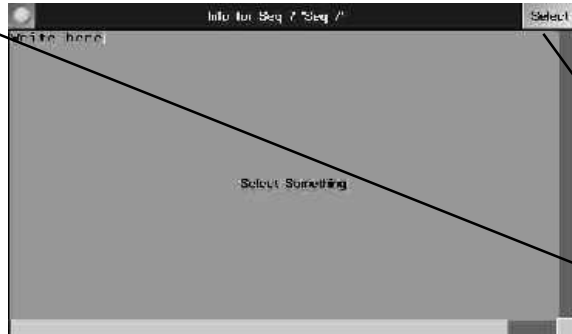 Info for Seq 7 "Seq 7"
Select
Write here
Select Something